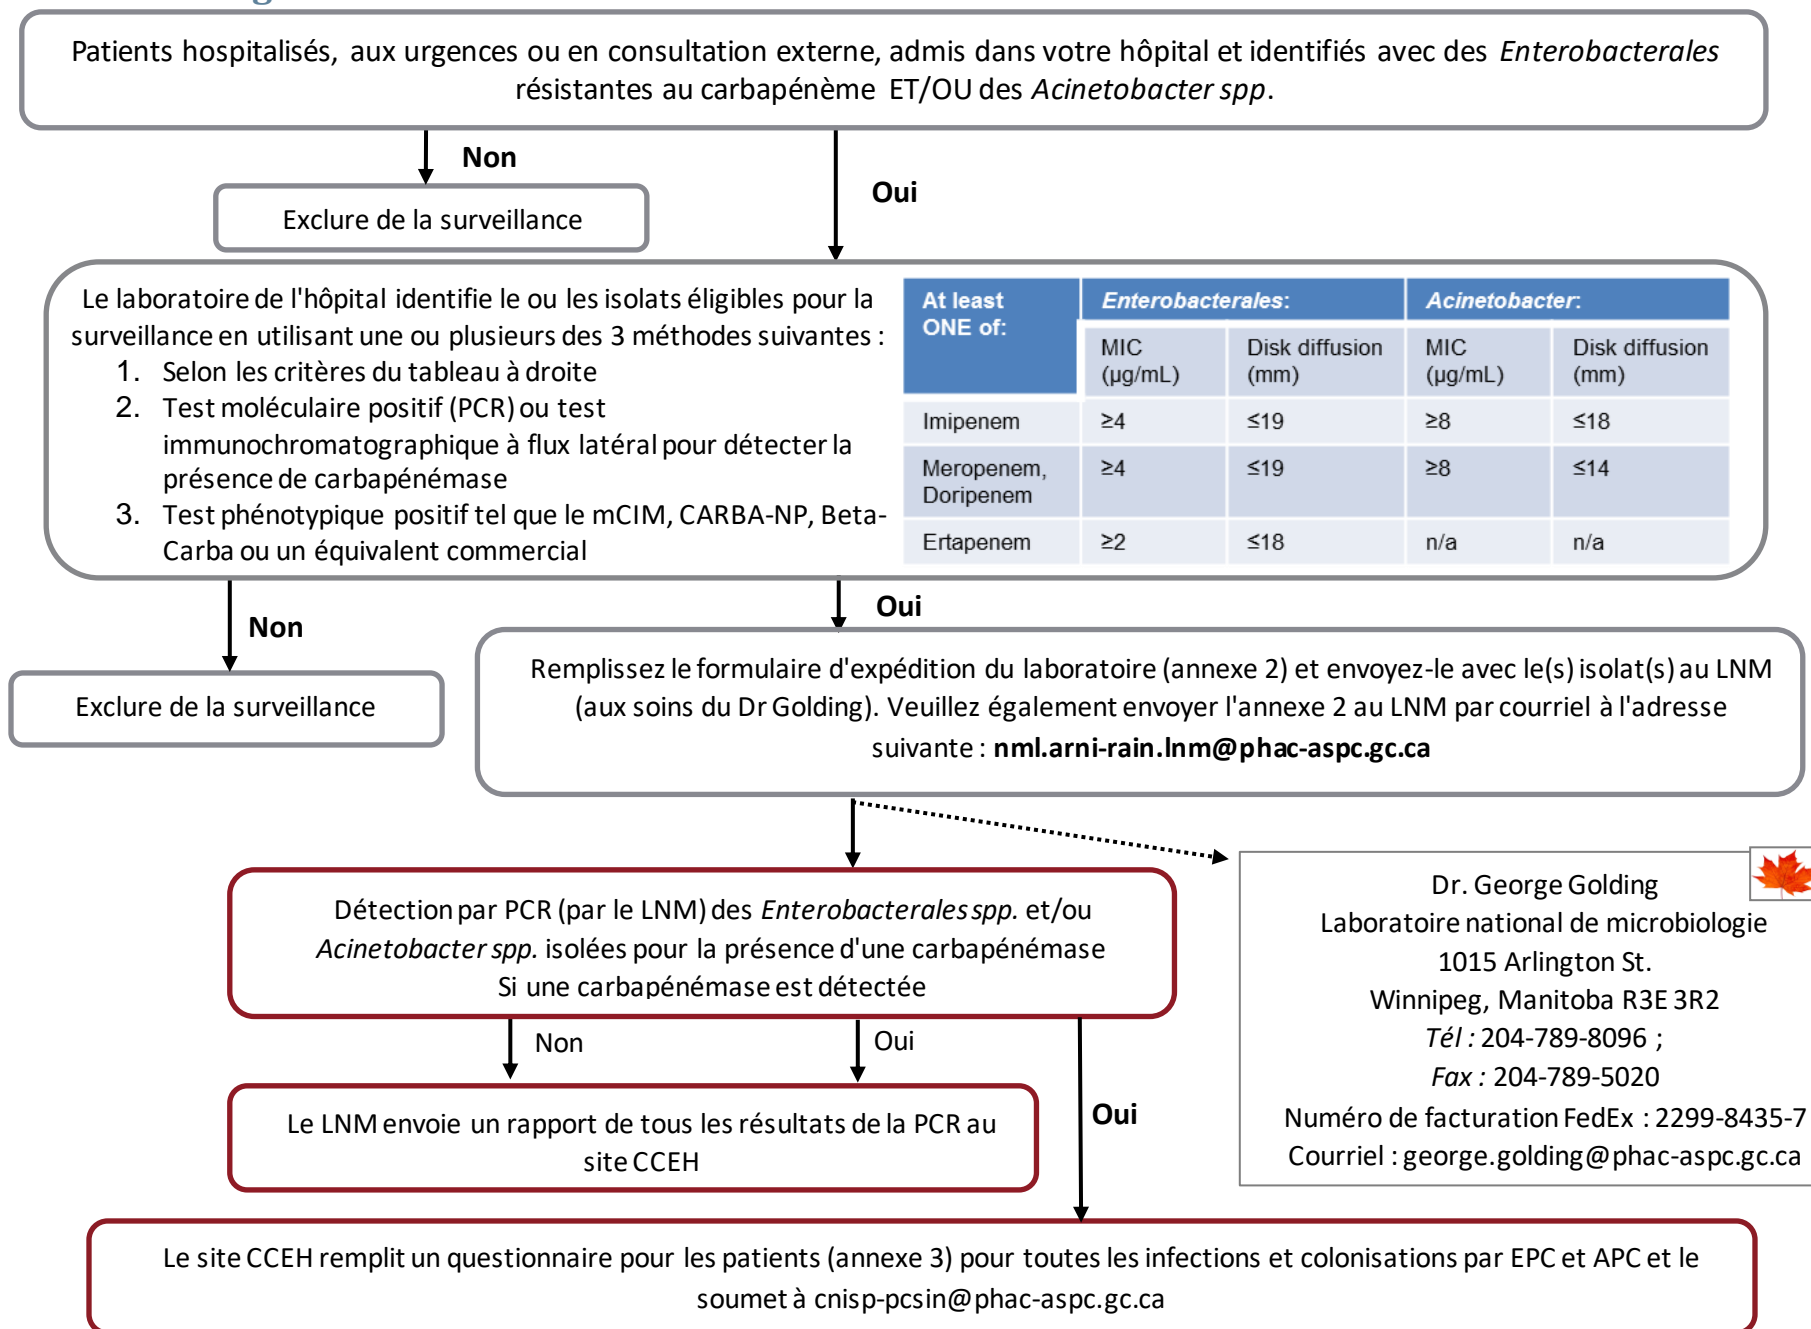 Patients hospitalisés, aux urgences ou en consultation externe, admis dans votre hôpital et identifiés avec des Enterobacterales
résistantes au carbapénème ET/OU des Acinetobacter spp.
Non
Oui
Exclure de la surveillance
Le laboratoire de l'hôpital identifie le ou les isolats éligibles pour la
surveillance en utilisant une ou plusieurs des 3 méthodes suivantes :
1. Selon les critères du tableau à droite
2. Test moléculaire positif (PCR) ou test
immunochromatographique à flux latéral pour détecter la
présence de carbapénémase
3. Test phénotypique positif tel que le mCIM, CARBA-NP, Beta-
Carba ou un équivalent commercial
At least Enterobacterales: Acinetobacter:
ONE of:
MIC Disk diffusion MIC Disk diffusion
(µg/mL) (mm) (µg/mL) (mm)
Imipenem ≥4 ≤19 ≥8 ≤18
Meropenem, ≥4 ≤19 ≥8 ≤14
Doripenem
Ertapenem ≥2 ≤18 n/a n/a
Non
Oui
Exclure de la surveillance
Remplissez le formulaire d'expédition du laboratoire (annexe 2) et envoyez-le avec le(s) isolat(s) au LNM
(aux soins du Dr Golding). Veuillez également envoyer l'annexe 2 au LNM par courriel à l'adresse
suivante : nml.arni-rain.lnm@phac-aspc.gc.ca
Dr. George Golding
Laboratoire national de microbiologie
1015 Arlington St.
Winnipeg, Manitoba R3E 3R2
Tél : 204-789-8096 ;
Fax : 204-789-5020
Numéro de facturation FedEx : 2299-8435-7
Courriel : george.golding@phac-aspc.gc.ca
Détection par PCR (par le LNM) des Enterobacterales spp. et/ou
Acinetobacter spp. isolées pour la présence d'une carbapénémase
Si une carbapénémase est détectée
Non
Oui
Oui
Le LNM envoie un rapport de tous les résultats de la PCR au
site CCEH
Le site CCEH remplit un questionnaire pour les patients (annexe 3) pour toutes les infections et colonisations par EPC et APC et le
soumet à cnisp-pcsin@phac-aspc.gc.ca